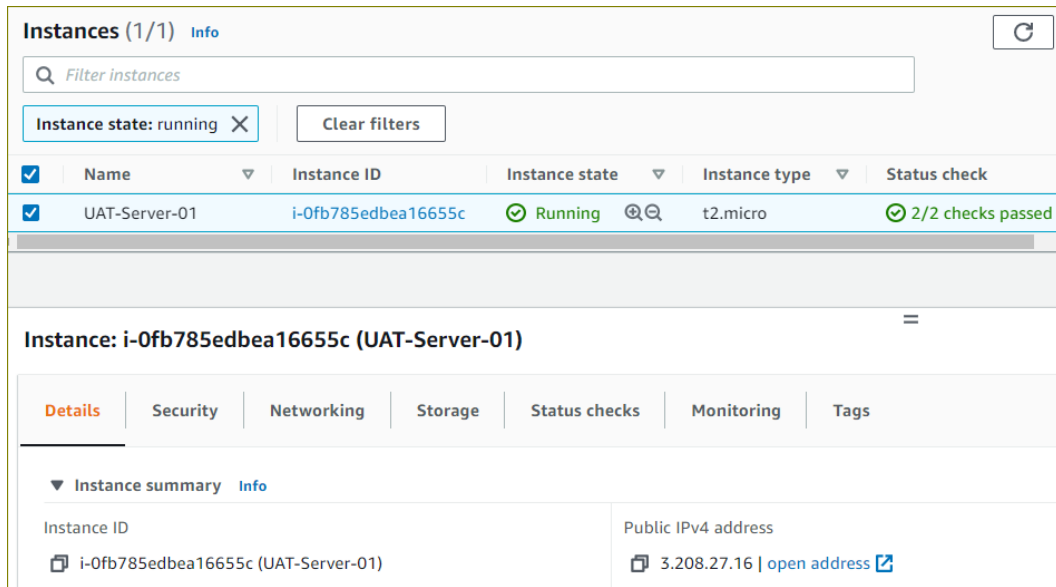 Instances (1/1) Info
Filter instances
Instance state: running Clear filters
Name Instance ID Instance state Instance type Status check
UAT-Server-01 i-0fb785edbea16655c Running t2.micro 2/2 checks passed
Instance: i-0fb785edbea16655c (UAT-Server-01)
Details Security Networking Storage Status checks Monitoring Tags
Instance summary Info
Instance ID Public IPv4 address
i-0fb785edbea16655c (UAT-Server-01) 3.208.27.16 | open address